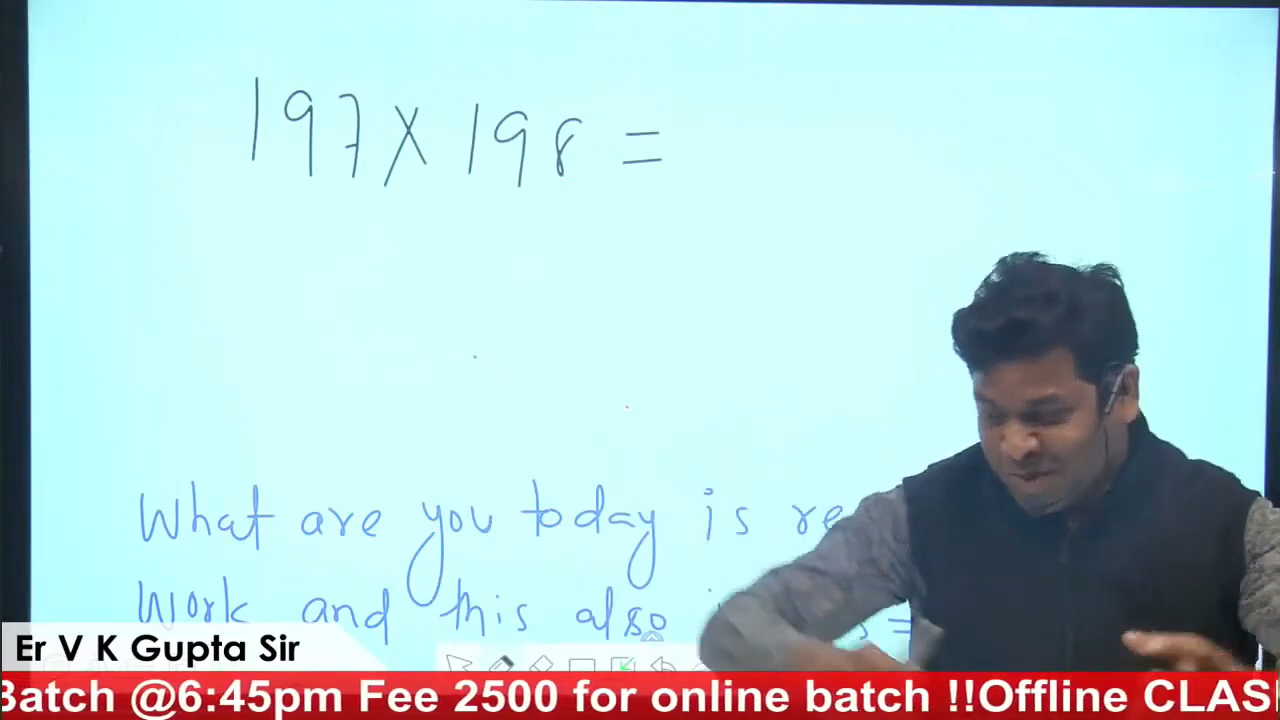 197 X 198 =
What are you today is
Work and this also
Er V K Gupta Sir
Batch @6:45pm Fee 2500 for online batch !!Offline CLAS